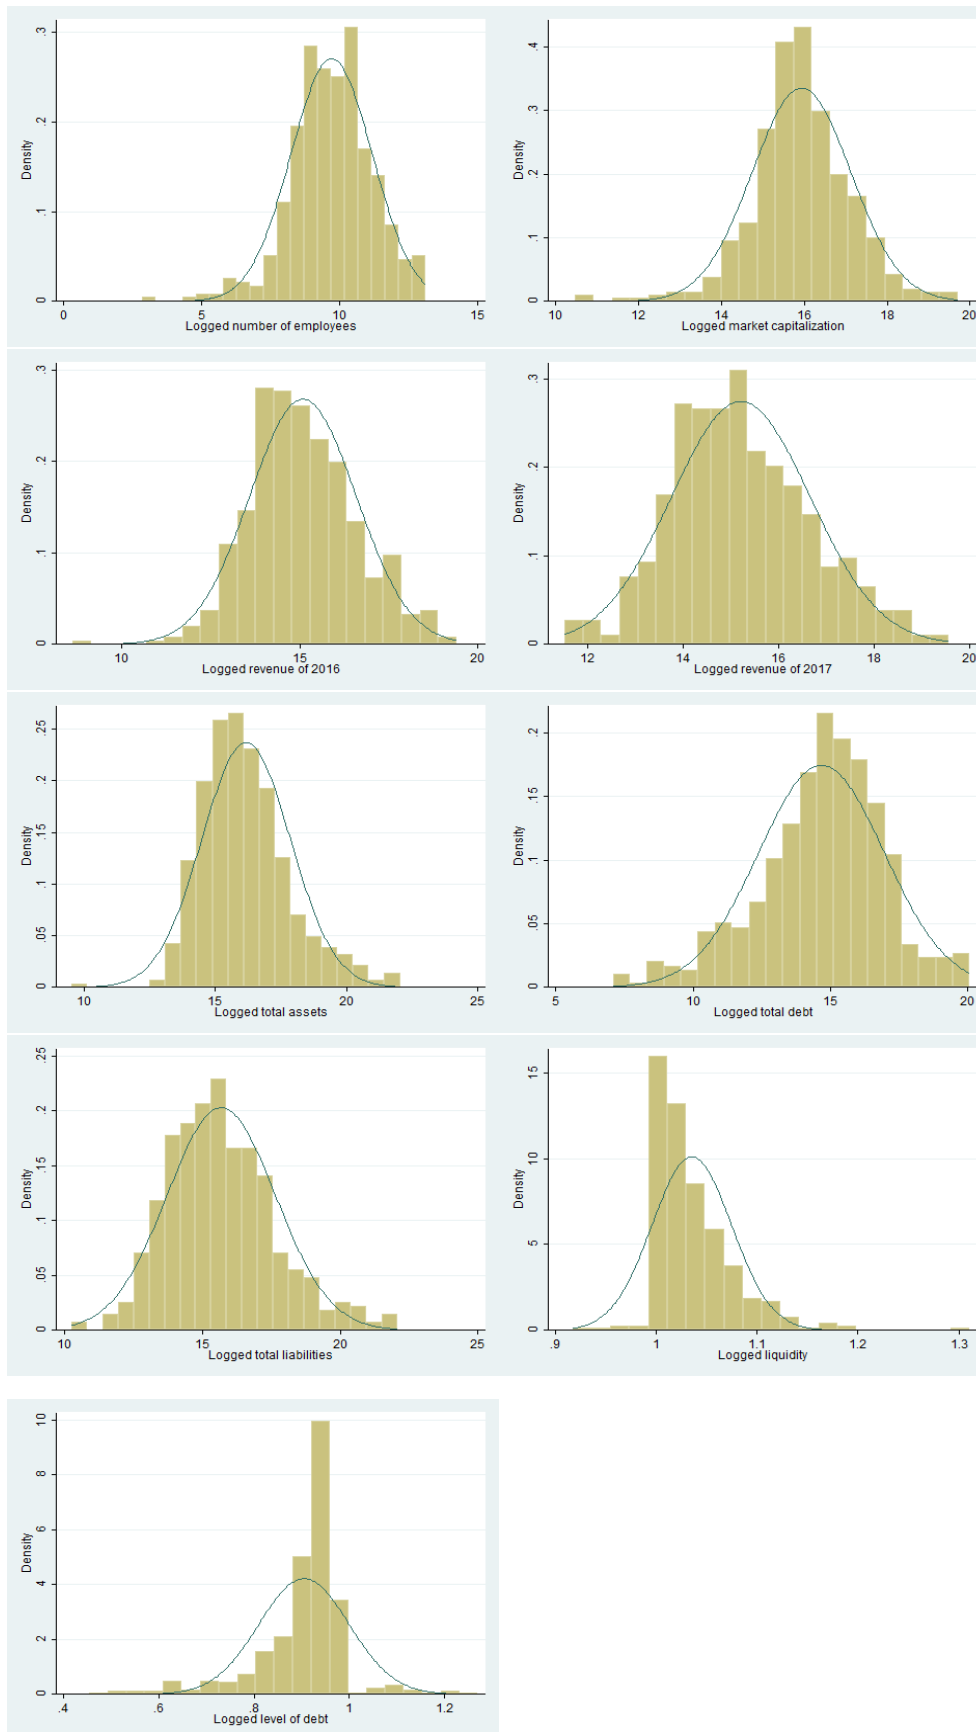 .3
.2
.1
0
Density
0 5 10 15
Logged number of employees
.4
.3
.2
.1
0
Density
10 12 14 16 18 20
Logged market capitalization
.3
.2
.1
0
Density
10 15 20
Logged revenue of 2016
.3
.2
.1
0
Density
12 14 16 18 20
Logged revenue of 2017
.25
.2
.15
.1
.05
0
Density
10 15 20 25
Logged total assets
.2
.15
.1
.05
0
Density
5 10 15 20
Logged total debt
.25
.2
.15
.1
.05
0
Density
10 15 20 25
Logged total liabilities
15
10
5
0
Density
.9 1 1.1 1.2 1.3
Logged liquidity
10
8
6
4
2
0
Density
.4 .6 .8 1 1.2
Logged level of debt